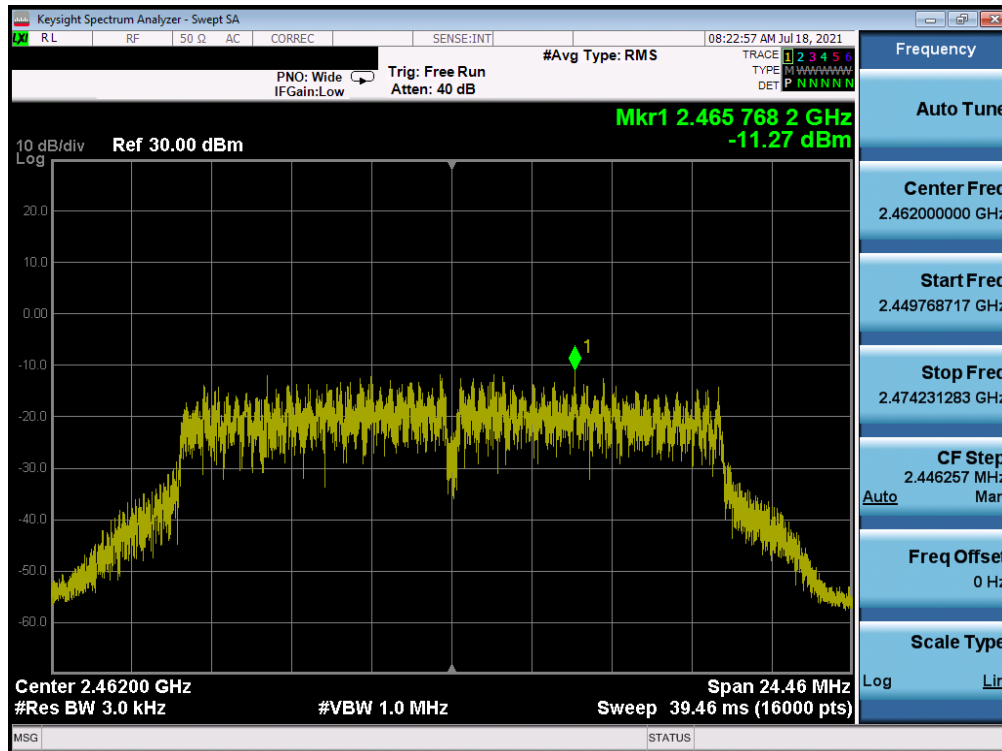 Keysight Spectrum Analyzer - Swept SA
LXI RL RF 50 Ω AC CORREC SENSE:INT 08:22:57 AM Jul 18, 2021
#Avg Type: RMS
TRACE 1 2 3 4 5 6
PNO: Wide Trig: Free Run TYPE M W W W W W
IFGain:Low Atten: 40 dB DET P N N N N N
Mkr1 2.465 768 2 GHz
-11.27 dBm
10 dB/div Ref 30.00 dBm
Log
20.0
10.0
0.00
1
-10.0
-20.0
-30.0
-40.0
-50.0
-60.0
Center 2.46200 GHz Span 24.46 MHz
#Res BW 3.0 kHz #VBW 1.0 MHz Sweep 39.46 ms (16000 pts)
MSG STATUS
Frequency
Auto Tune
Center Freq
2.462000000 GHz
Start Freq
2.449768717 GHz
Stop Freq
2.474231283 GHz
CF Step
2.446257 MHz
Auto Man
Freq Offset
0 Hz
Scale Type
Log Lin